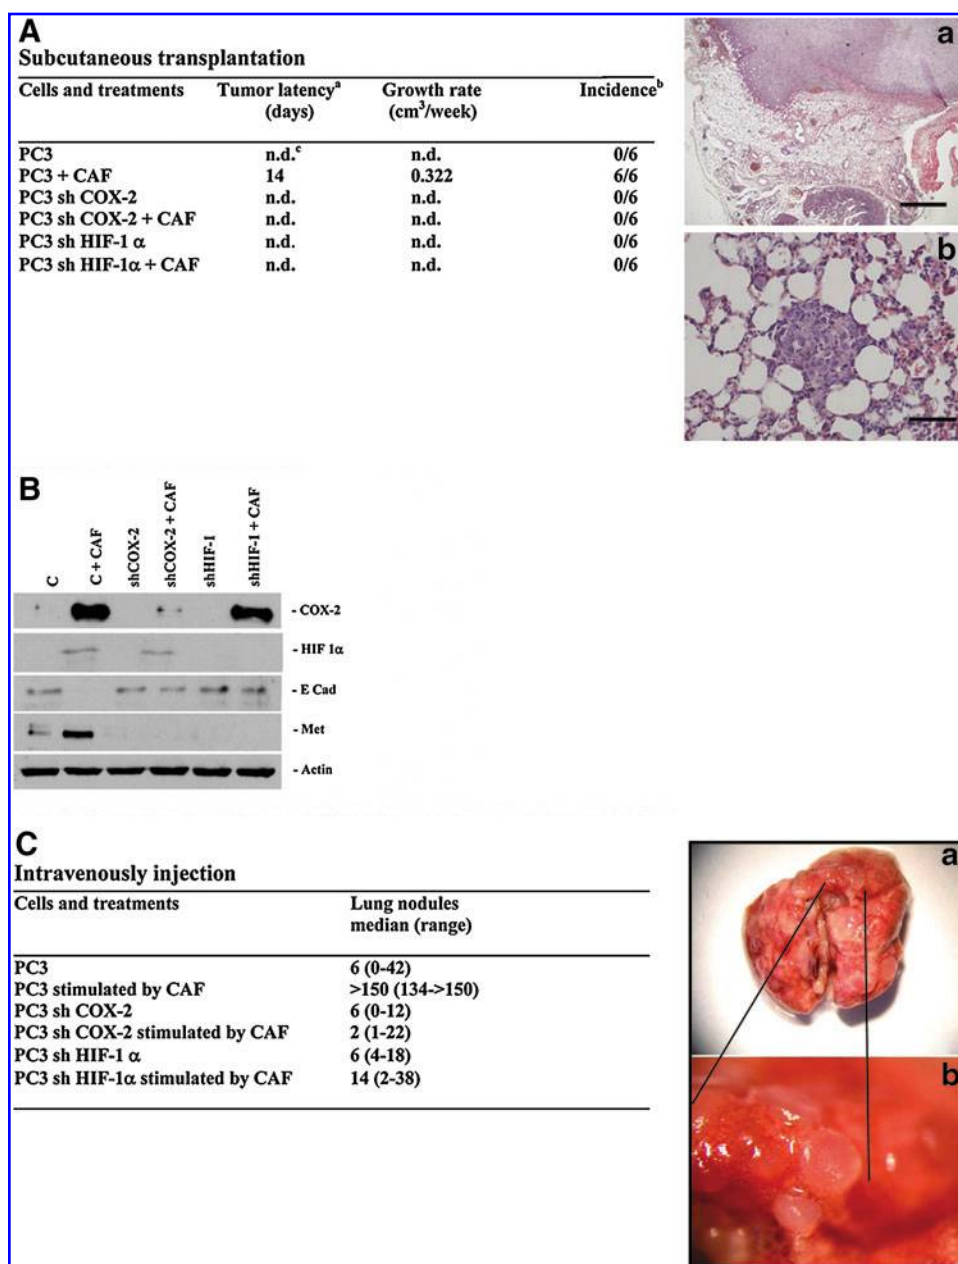 A
Subcutaneous transplantation
Cells and treatments Tumor latencyᵃ (days) Growth rate (cm³/week) Incidenceᵇ
PC3 n.d.ᶜ n.d. 0/6
PC3 + CAF 14 0.322 6/6
PC3 sh COX-2 n.d. n.d. 0/6
PC3 sh COX-2 + CAF n.d. n.d. 0/6
PC3 sh HIF-1 α n.d. n.d. 0/6
PC3 sh HIF-1α + CAF n.d. n.d. 0/6
a
b
B
C C + CAF shCOX-2 shCOX-2 + CAF shHIF-1 shHIF-1 + CAF
- COX-2
- HIF 1α
- E Cad
- Met
- Actin
C
Intravenously injection
Cells and treatments Lung nodules median (range)
PC3 6 (0-42)
PC3 stimulated by CAF >150 (134->150)
PC3 sh COX-2 6 (0-12)
PC3 sh COX-2 stimulated by CAF 2 (1-22)
PC3 sh HIF-1 α 6 (4-18)
PC3 sh HIF-1α stimulated by CAF 14 (2-38)
a
b